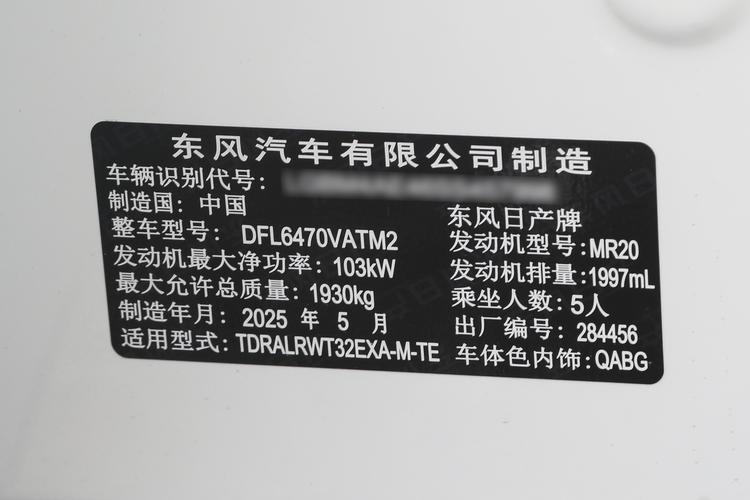 东风汽车有限公司制造
车辆识别代号:
制造国: 中国 东风日产牌
整车型号: DFL6470VATM2 发动机型号: MR20
发动机最大净功率: 103kW 发动机排量: 1997mL
最大允许总质量: 1930kg 乘坐人数: 5人
制造年月: 2025 年 5 月 出厂编号: 284456
适用型式: TDRALRWT32EXA-M-TE 车体色内饰: QABG